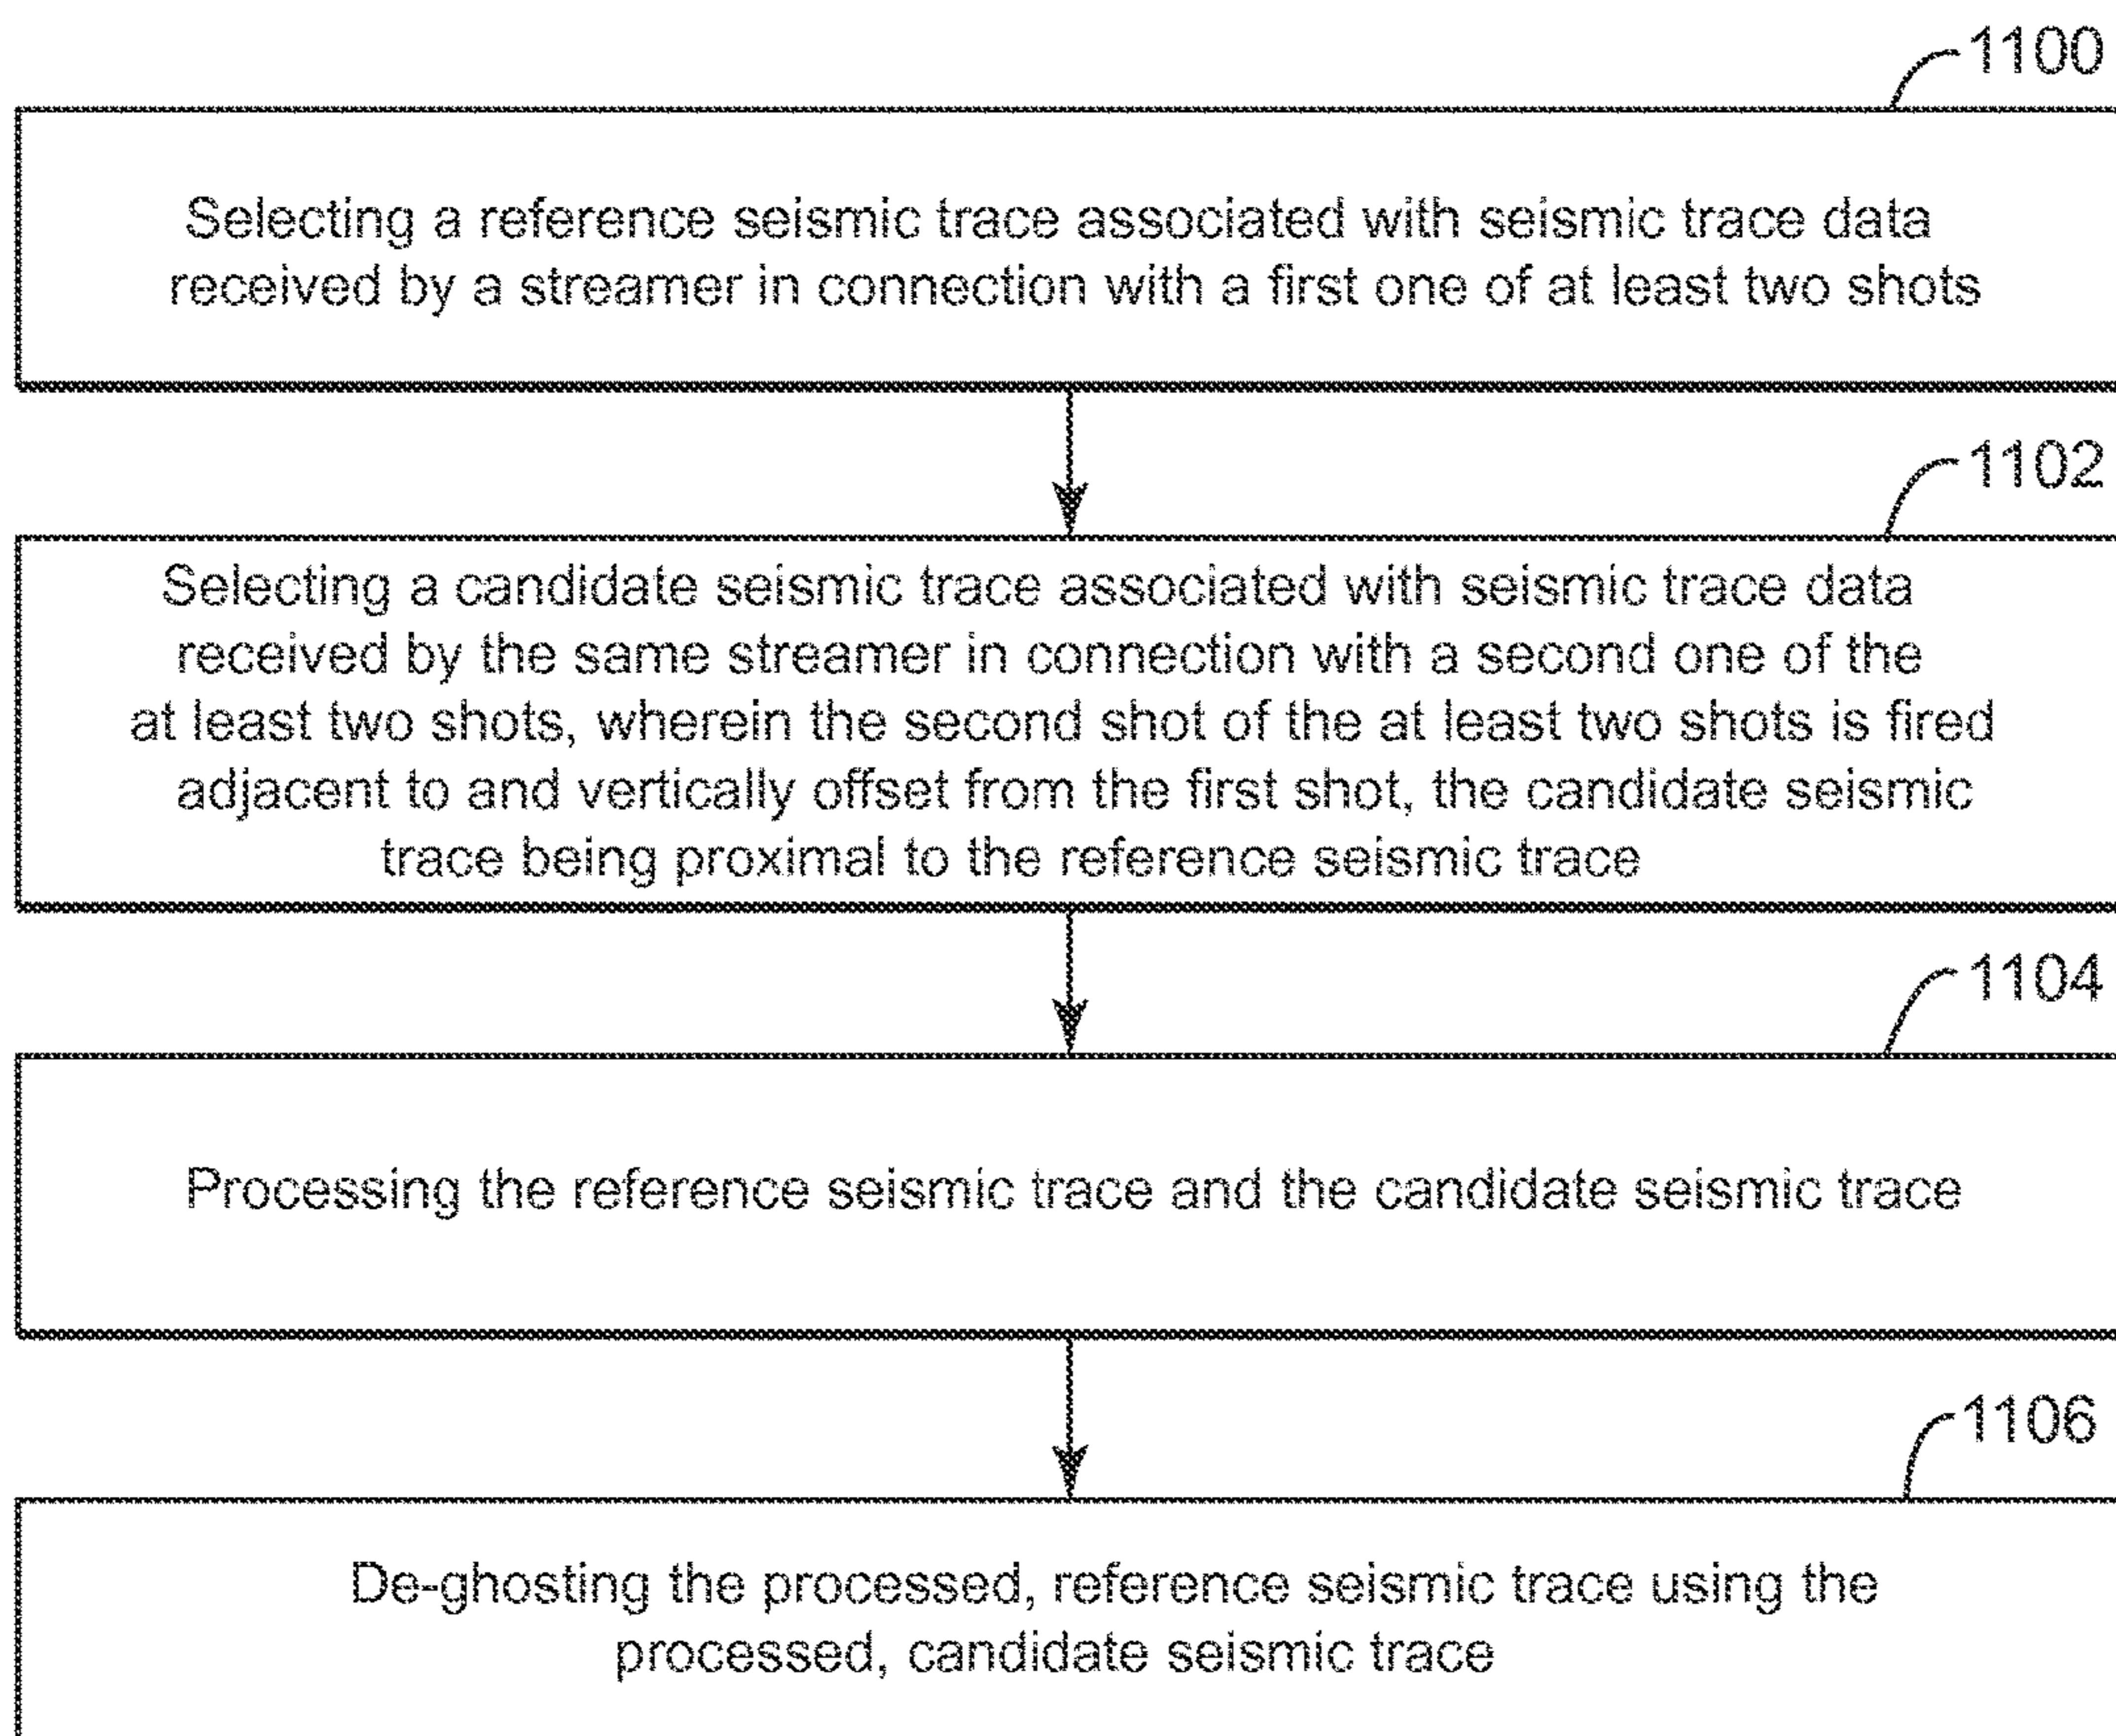 1100
Selecting a reference seismic trace associated with seismic trace data
received by a streamer in connection with a first one of at least two shots
1102
Selecting a candidate seismic trace associated with seismic trace data
received by the same streamer in connection with a second one of the
at least two shots, wherein the second shot of the at least two shots is fired
adjacent to and vertically offset from the first shot, the candidate seismic
trace being proximal to the reference seismic trace
1104
Processing the reference seismic trace and the candidate seismic trace
1106
De-ghosting the processed, reference seismic trace using the
processed, candidate seismic trace